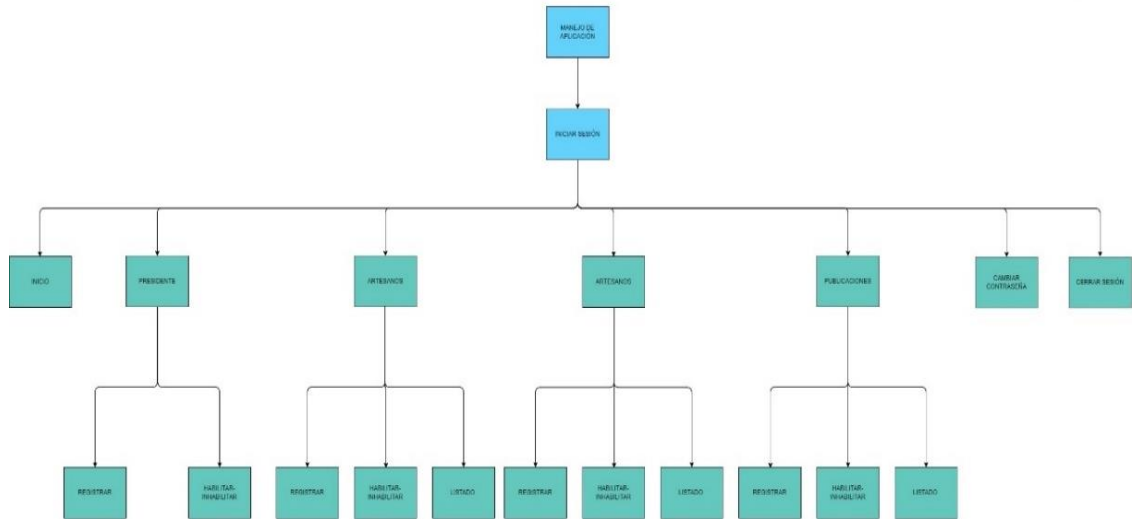 MANEJO DE
APLICACIÓN
INICIAR SESIÓN
INICIO
PRESIDENTE
ARTESANOS
ARTESANOS
PUBLICACIONES
CAMBIAR
CONTRASEÑA
CERRAR SESIÓN
REGISTRAR
HABILITAR-
INHABILITAR
REGISTRAR
HABILITAR-
INHABILITAR
LISTADO
REGISTRAR
HABILITAR-
INHABILITAR
LISTADO
REGISTRAR
HABILITAR-
INHABILITAR
LISTADO